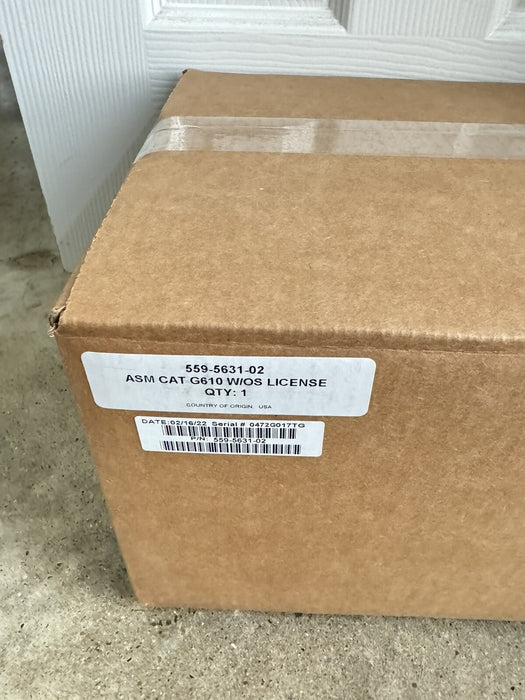 559-5631-02
ASM CAT G610 W/OS LICENSE
QTY: 1
COUNTRY OF ORIGIN: USA
DATE:02/16/22 Serial # 0472G017TG
P/N: 559-5631-02